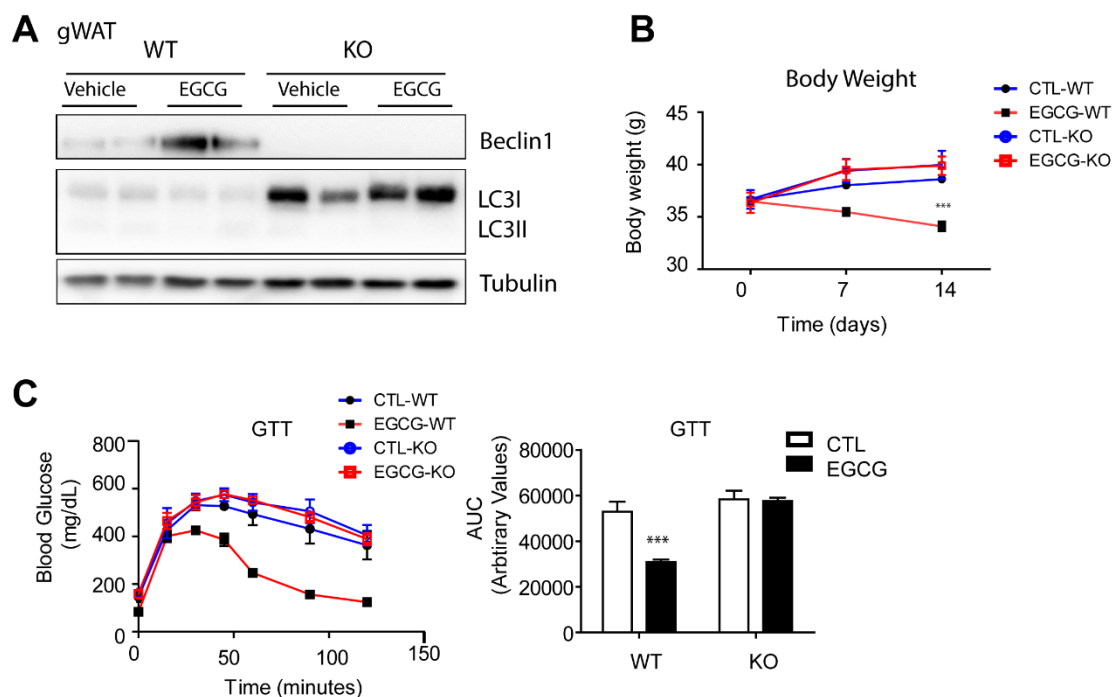 A
gWAT
WT KO
Vehicle EGCG Vehicle EGCG
Beclin1
LC3I
LC3II
Tubulin
B
Body Weight
CTL-WT
EGCG-WT
CTL-KO
EGCG-KO
Body weight (g)
45
40
35
30
***
0 7 14
Time (days)
C
GTT
CTL-WT
EGCG-WT
CTL-KO
EGCG-KO
Blood Glucose
(mg/dL)
800
600
400
200
0
0 50 100 150
Time (minutes)
GTT
CTL
EGCG
AUC
(Arbtirary Values)
80000
60000
40000
20000
0
***
WT KO